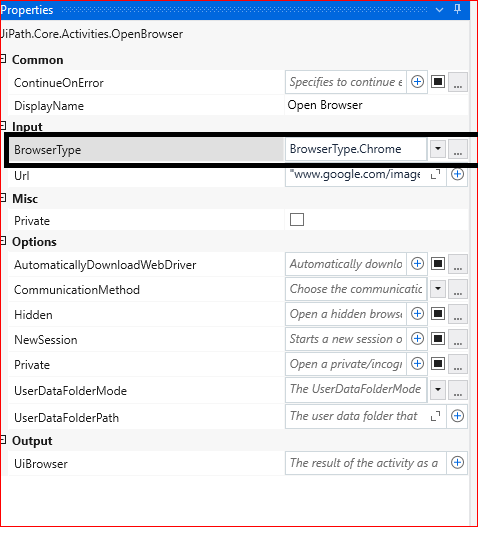 Properties
UiPath.Core.Activities.OpenBrowser
Common
ContinueOnError Specifies to continue e ...
DisplayName Open Browser
Input
BrowserType BrowserType.Chrome ...
Url "www.google.com/image
Misc
Private
Options
AutomaticallyDownloadWebDriver Automatically downlo ...
CommunicationMethod Choose the communicatic ...
Hidden Open a hidden brows ...
NewSession Starts a new session o ...
Private Open a private/incogr ...
UserDataFolderMode The UserDataFolderMode ...
UserDataFolderPath The user data folder that
Output
UiBrowser The result of the activity as a